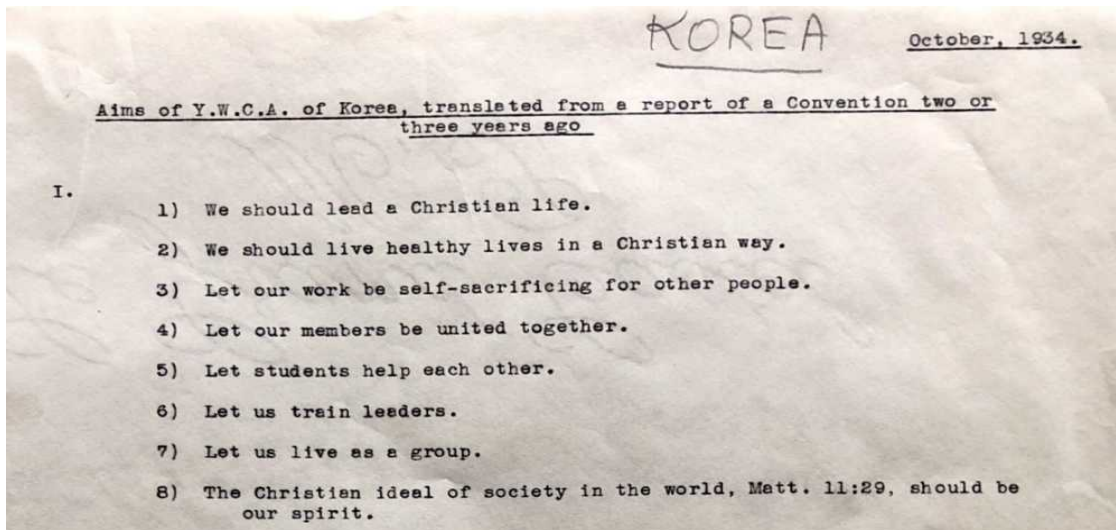 KOREA October, 1934.
Aims of Y.W.C.A. of Korea, translated from a report of a Convention two or
three years ago
I.
1) We should lead a Christian life.
2) We should live healthy lives in a Christian way.
3) Let our work be self-sacrificing for other people.
4) Let our members be united together.
5) Let students help each other.
6) Let us train leaders.
7) Let us live as a group.
8) The Christian ideal of society in the world, Matt. 11:29, should be
our spirit.